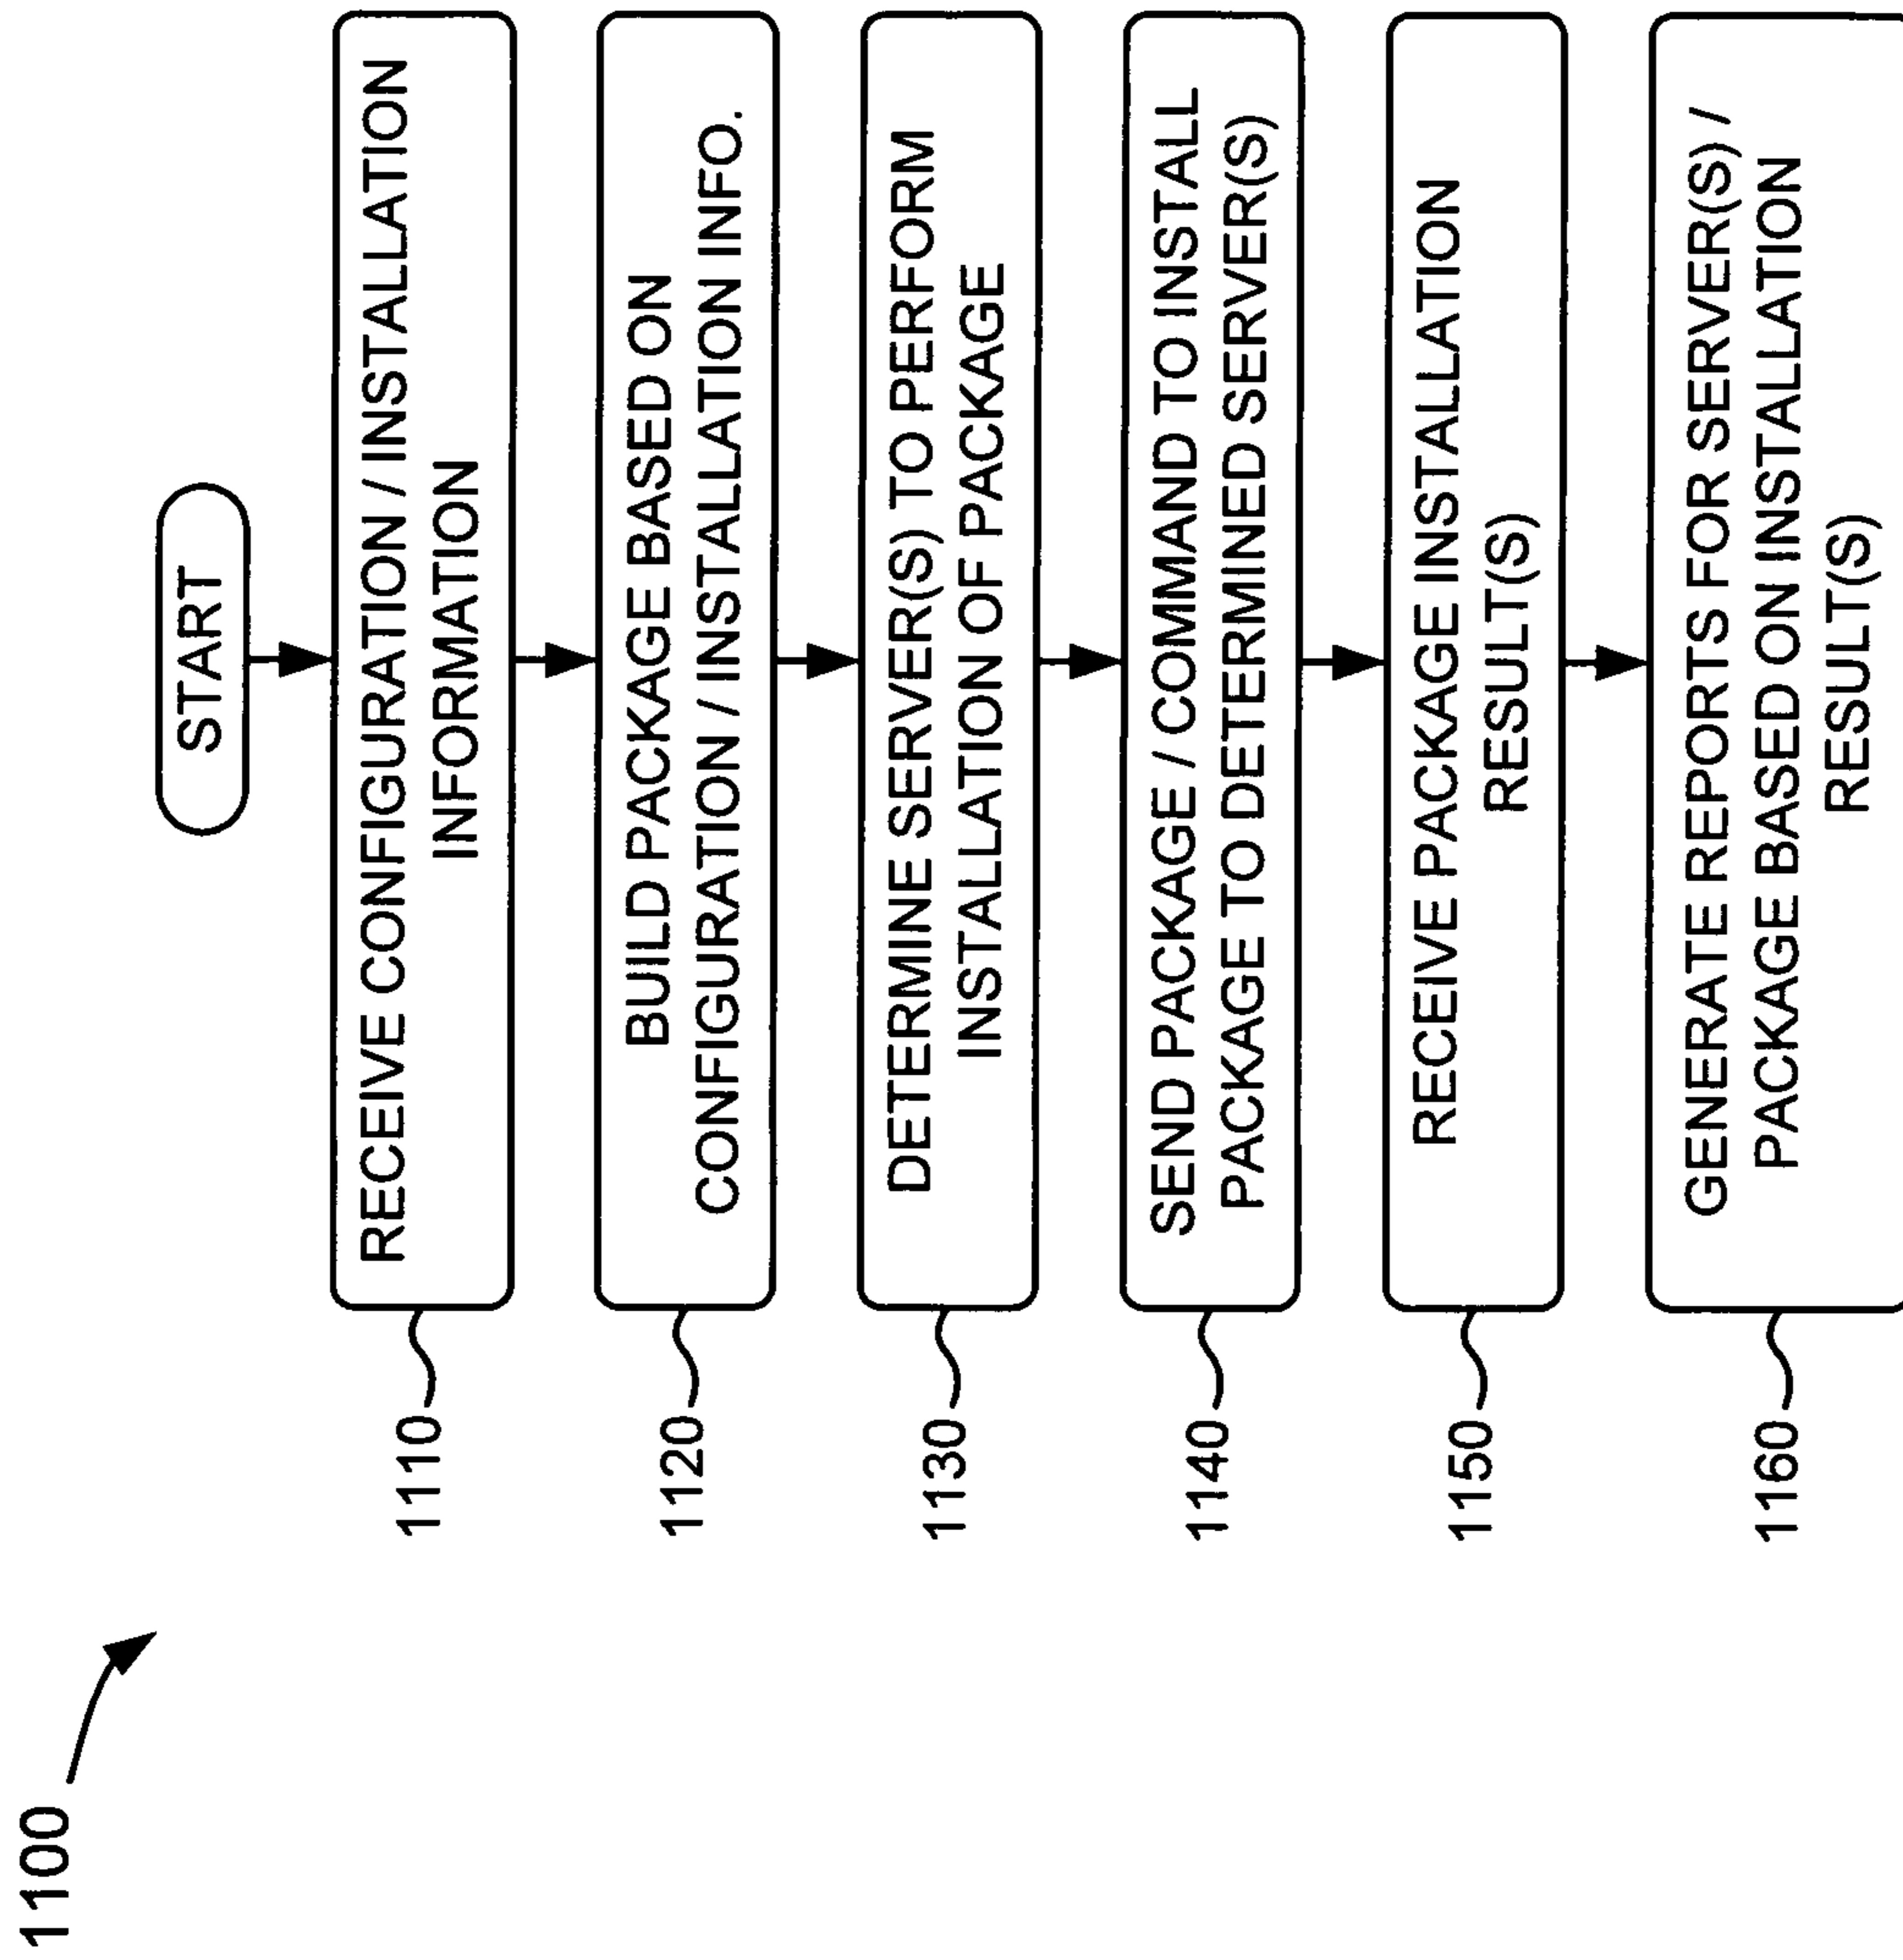 1100
START
1110
RECEIVE CONFIGURATION / INSTALLATION
INFORMATION
1120
BUILD PACKAGE BASED ON
CONFIGURATION / INSTALLATION INFO.
1130
DETERMINE SERVER(S) TO PERFORM
INSTALLATION OF PACKAGE
1140
SEND PACKAGE / COMMAND TO INSTALL
PACKAGE TO DETERMINED SERVER(S)
1150
RECEIVE PACKAGE INSTALLATION
RESULT(S)
1160
GENERATE REPORTS FOR SERVER(S) /
PACKAGE BASED ON INSTALLATION
RESULT(S)